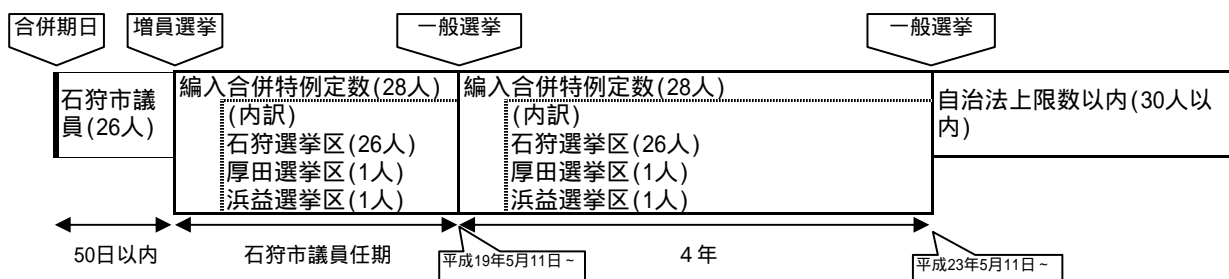 合併期日
増員選挙
一般選挙
一般選挙
石狩市議
員(26人)
編入合併特例定数(28人)
(内訳)
石狩選挙区(26人)
厚田選挙区(1人)
浜益選挙区(1人)
編入合併特例定数(28人)
(内訳)
石狩選挙区(26人)
厚田選挙区(1人)
浜益選挙区(1人)
自治法上限数以内(30人以
内)
50日以内
石狩市議員任期
平成19年5月11日~
4年
平成23年5月11日~